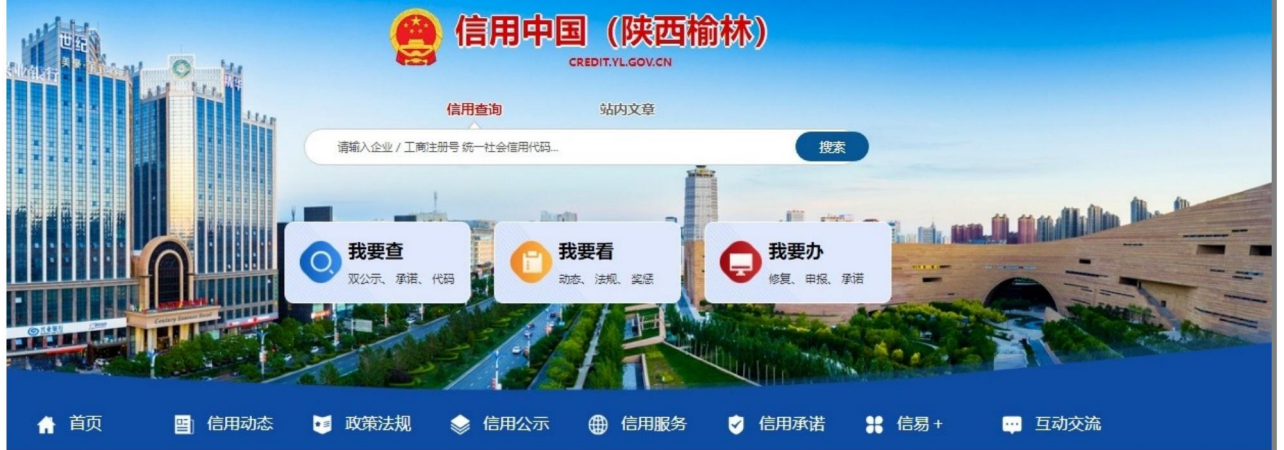 信用中国（陕西榆林）
CREDIT.YL.GOV.CN
信用查询 站内文章
请输入企业 / 工商注册号 统一社会信用代码... 搜索
世纪
我要查 我要看 我要办
双公示、承诺、代码 动态、法规、奖惩 修复、申报、承诺
首页 信用动态 政策法规 信用公示 信用服务 信用承诺 信易+ 互动交流